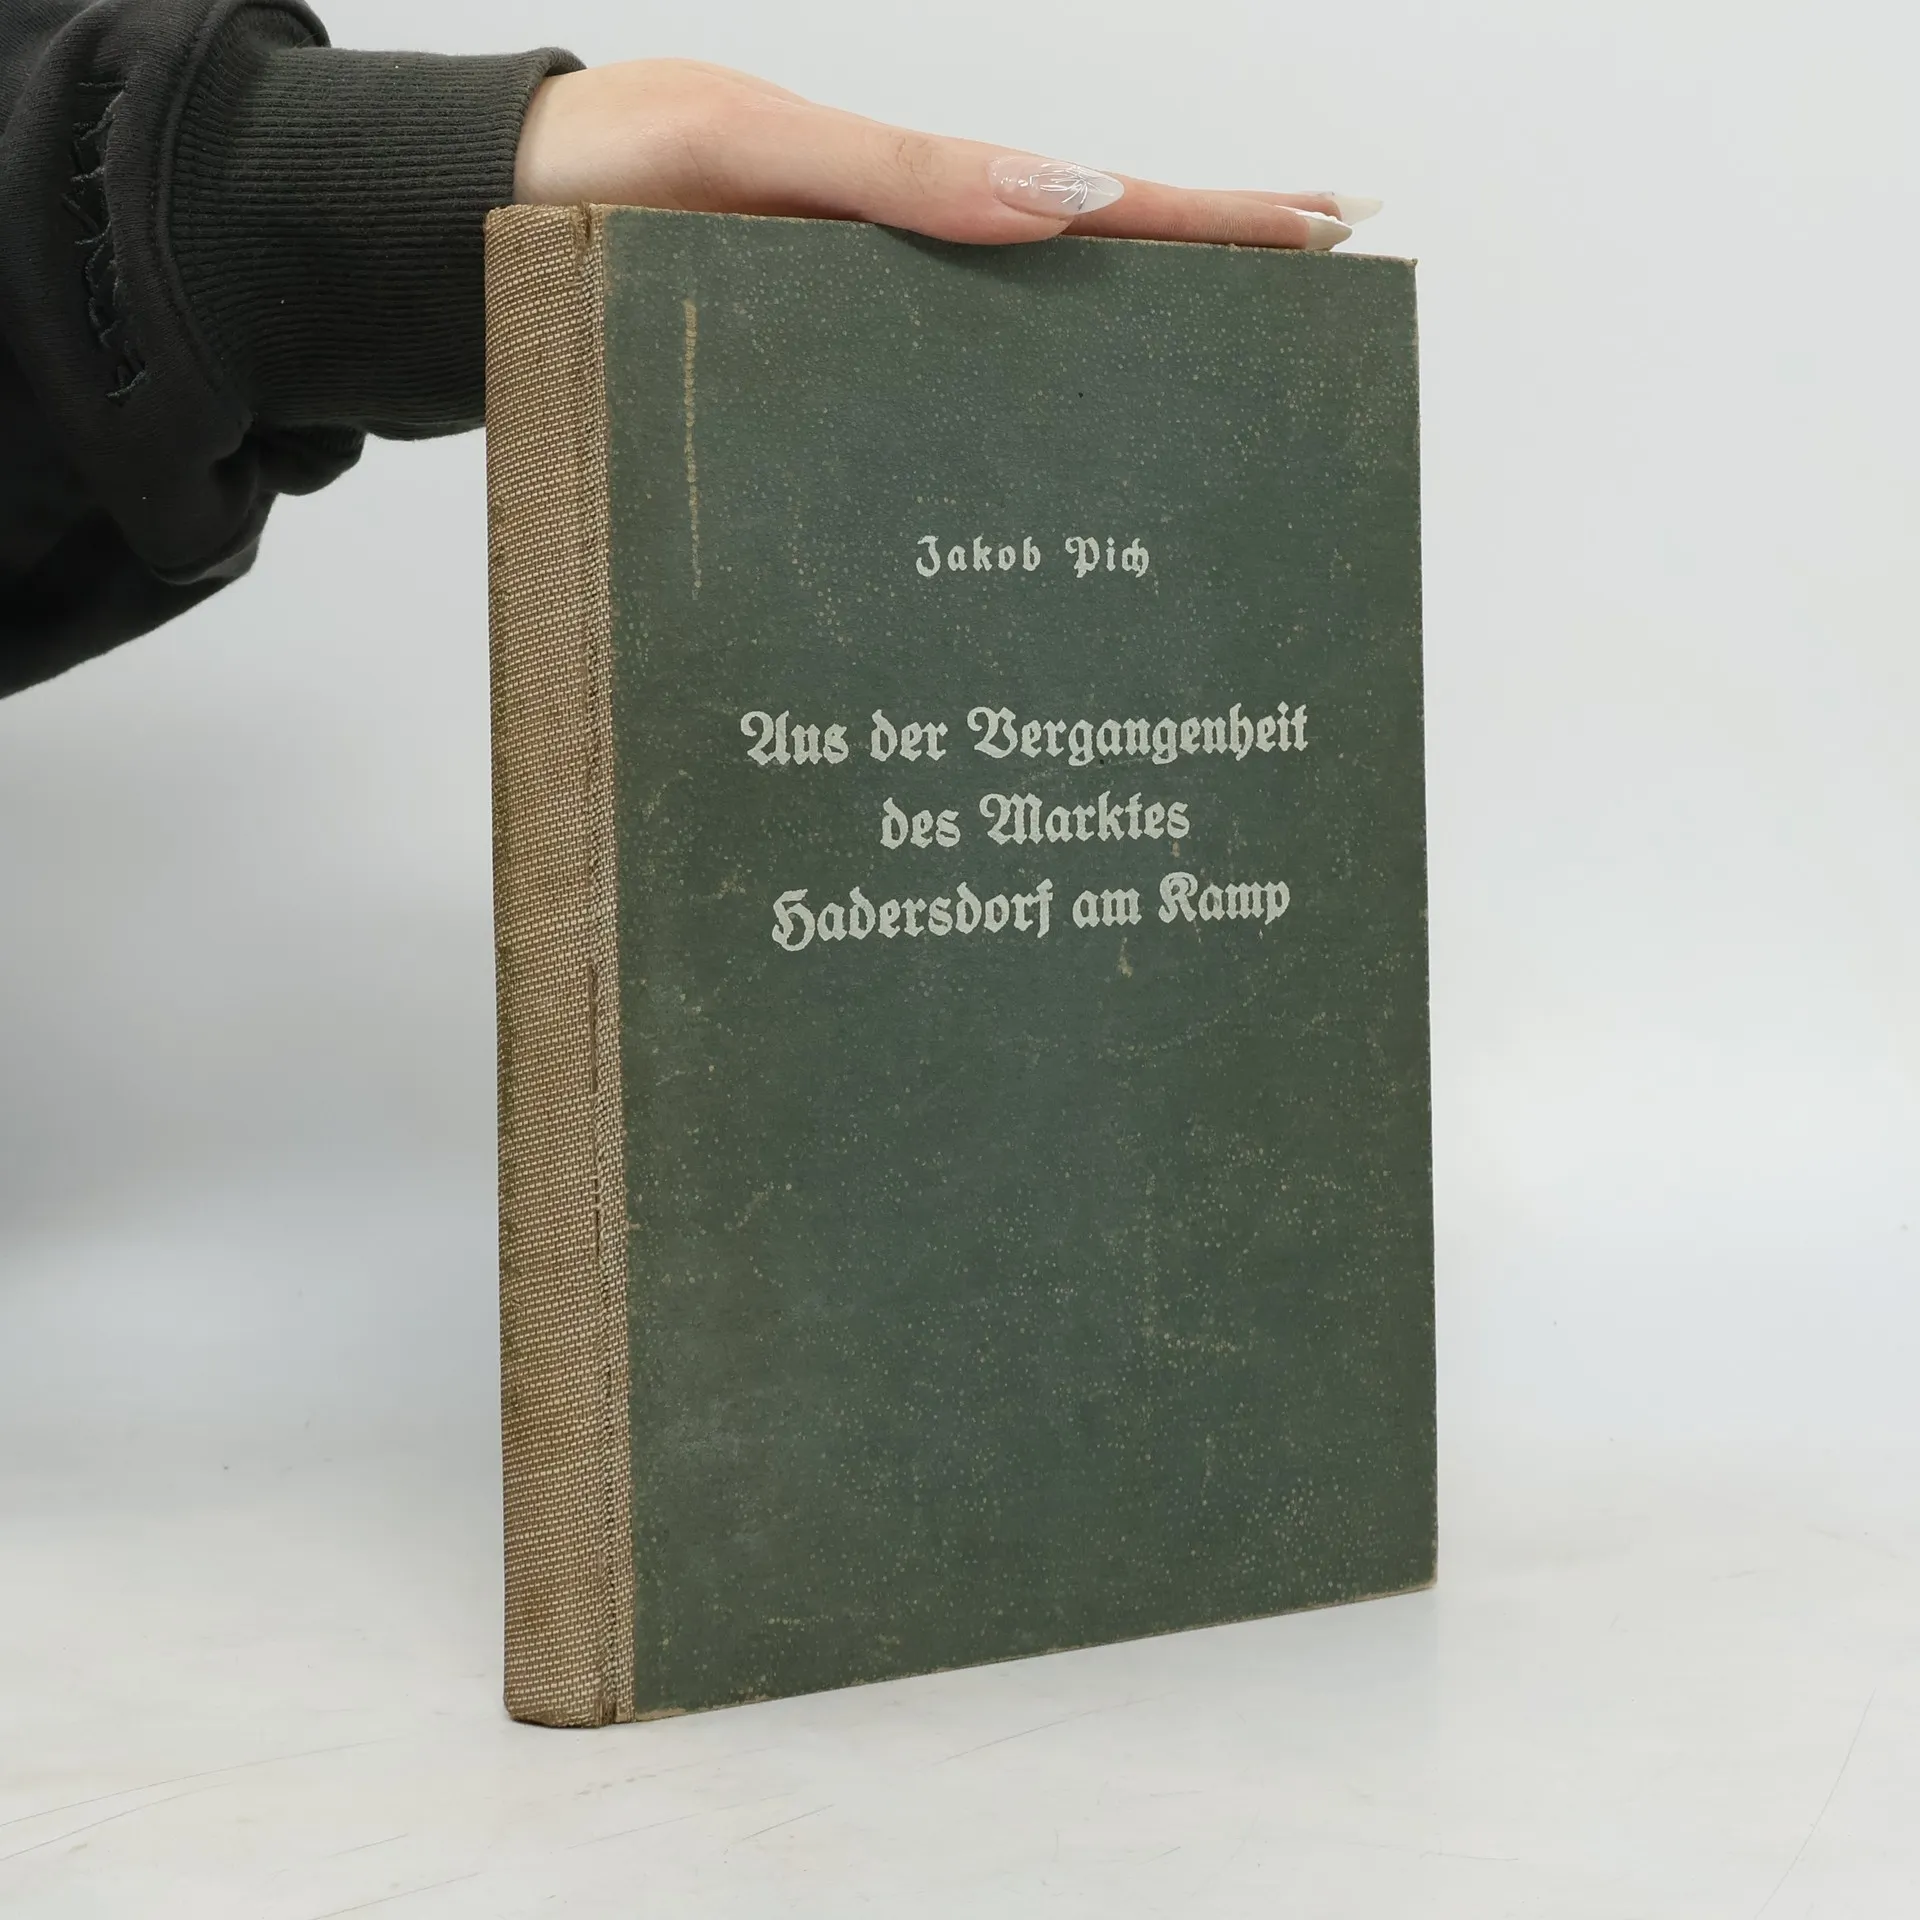 Jakob Pich
Aus der Vergangenheit
des Marktes
Hadersdorf am Kamp